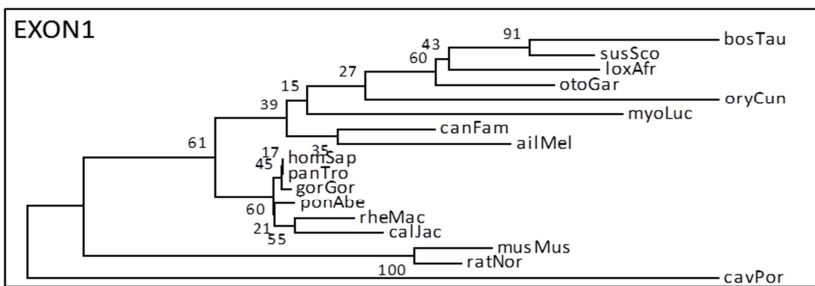 EXON1
91
bosTau
43
susSco
60
loxAfr
27
otoGar
15
oryCun
39
myoLuc
canFam
35
ailMel
61
17
homSap
45
panTro
gorGor
60
ponAbe
21
rheMac
55
calJac
musMus
100
ratNor
cavPor